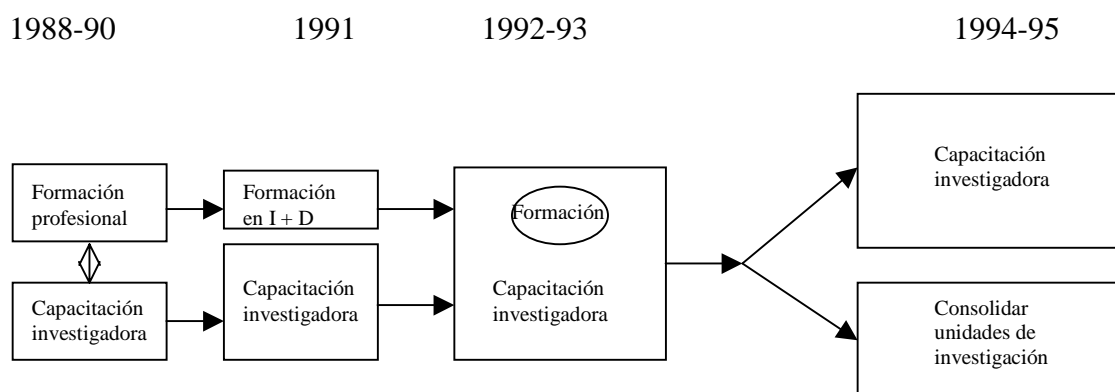 1988-90 1991 1992-93 1994-95
Formación
profesional
Capacitación
investigadora
Formación
en I + D
Capacitación
investigadora
Formación
Capacitación
investigadora
Capacitación
investigadora
Consolidar
unidades de
investigación